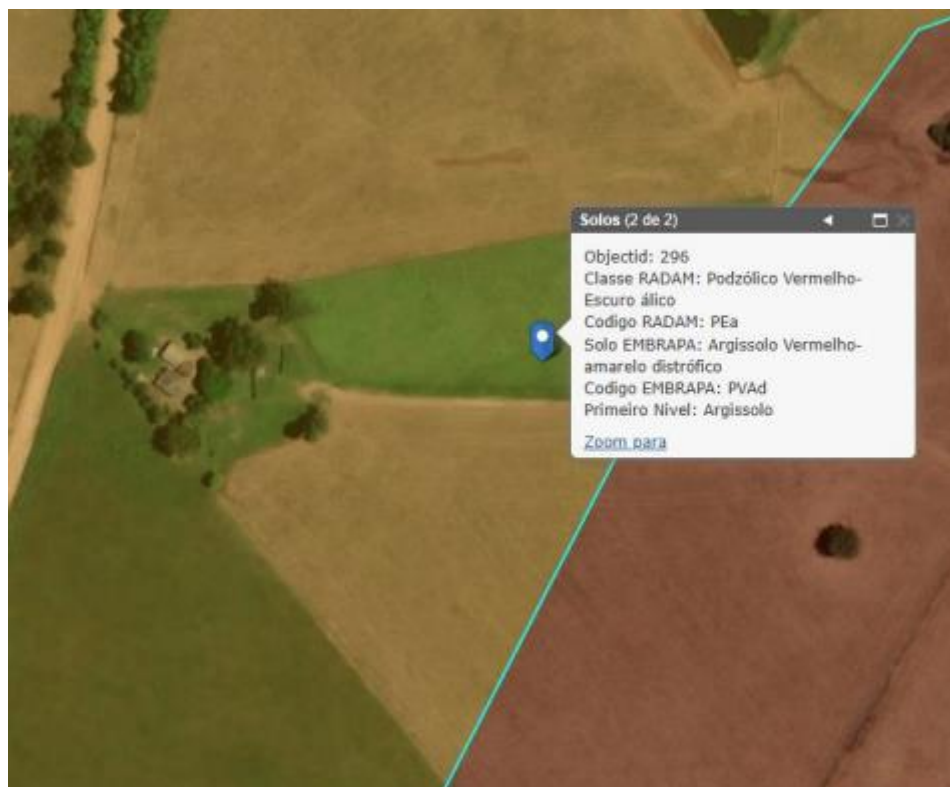 Solos (2 de 2)
Objectid: 296
Classe RADAM: Podzólico Vermelho-
Escuro álico
Codigo RADAM: PEa
Solo EMBRAPA: Argissolo Vermelho-
amarelo distrófico
Codigo EMBRAPA: PVAd
Primeiro Nivel: Argissolo
Zoom para